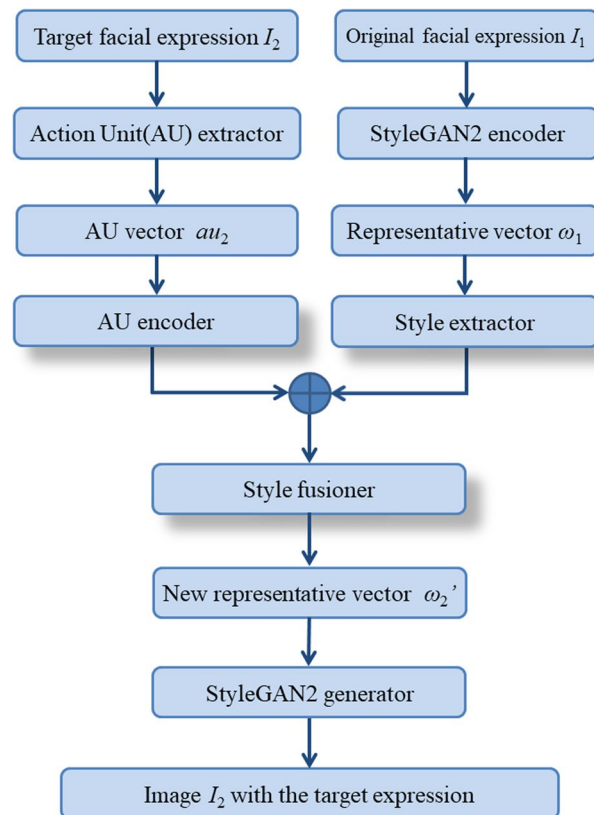 Target facial expression I₂
Original facial expression I₁
Action Unit(AU) extractor
StyleGAN2 encoder
AU vector au₂
Representative vector ω₁
AU encoder
Style extractor
Style fusioner
New representative vector ω₂’
StyleGAN2 generator
Image I₂ with the target expression